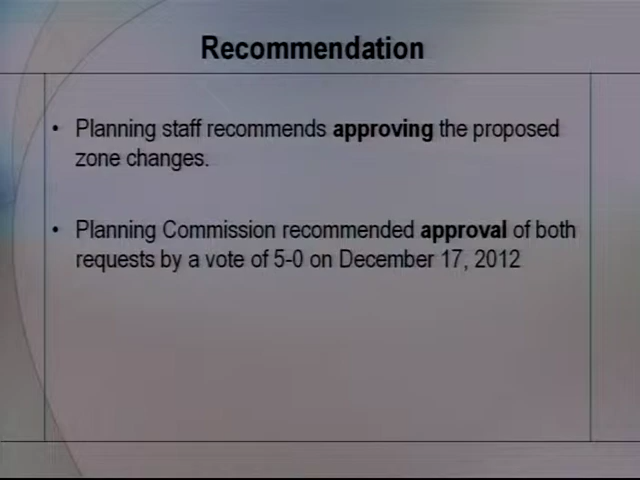 Recommendation
• Planning staff recommends approving the proposed
zone changes.
• Planning Commission recommended approval of both
requests by a vote of 5-0 on December 17, 2012